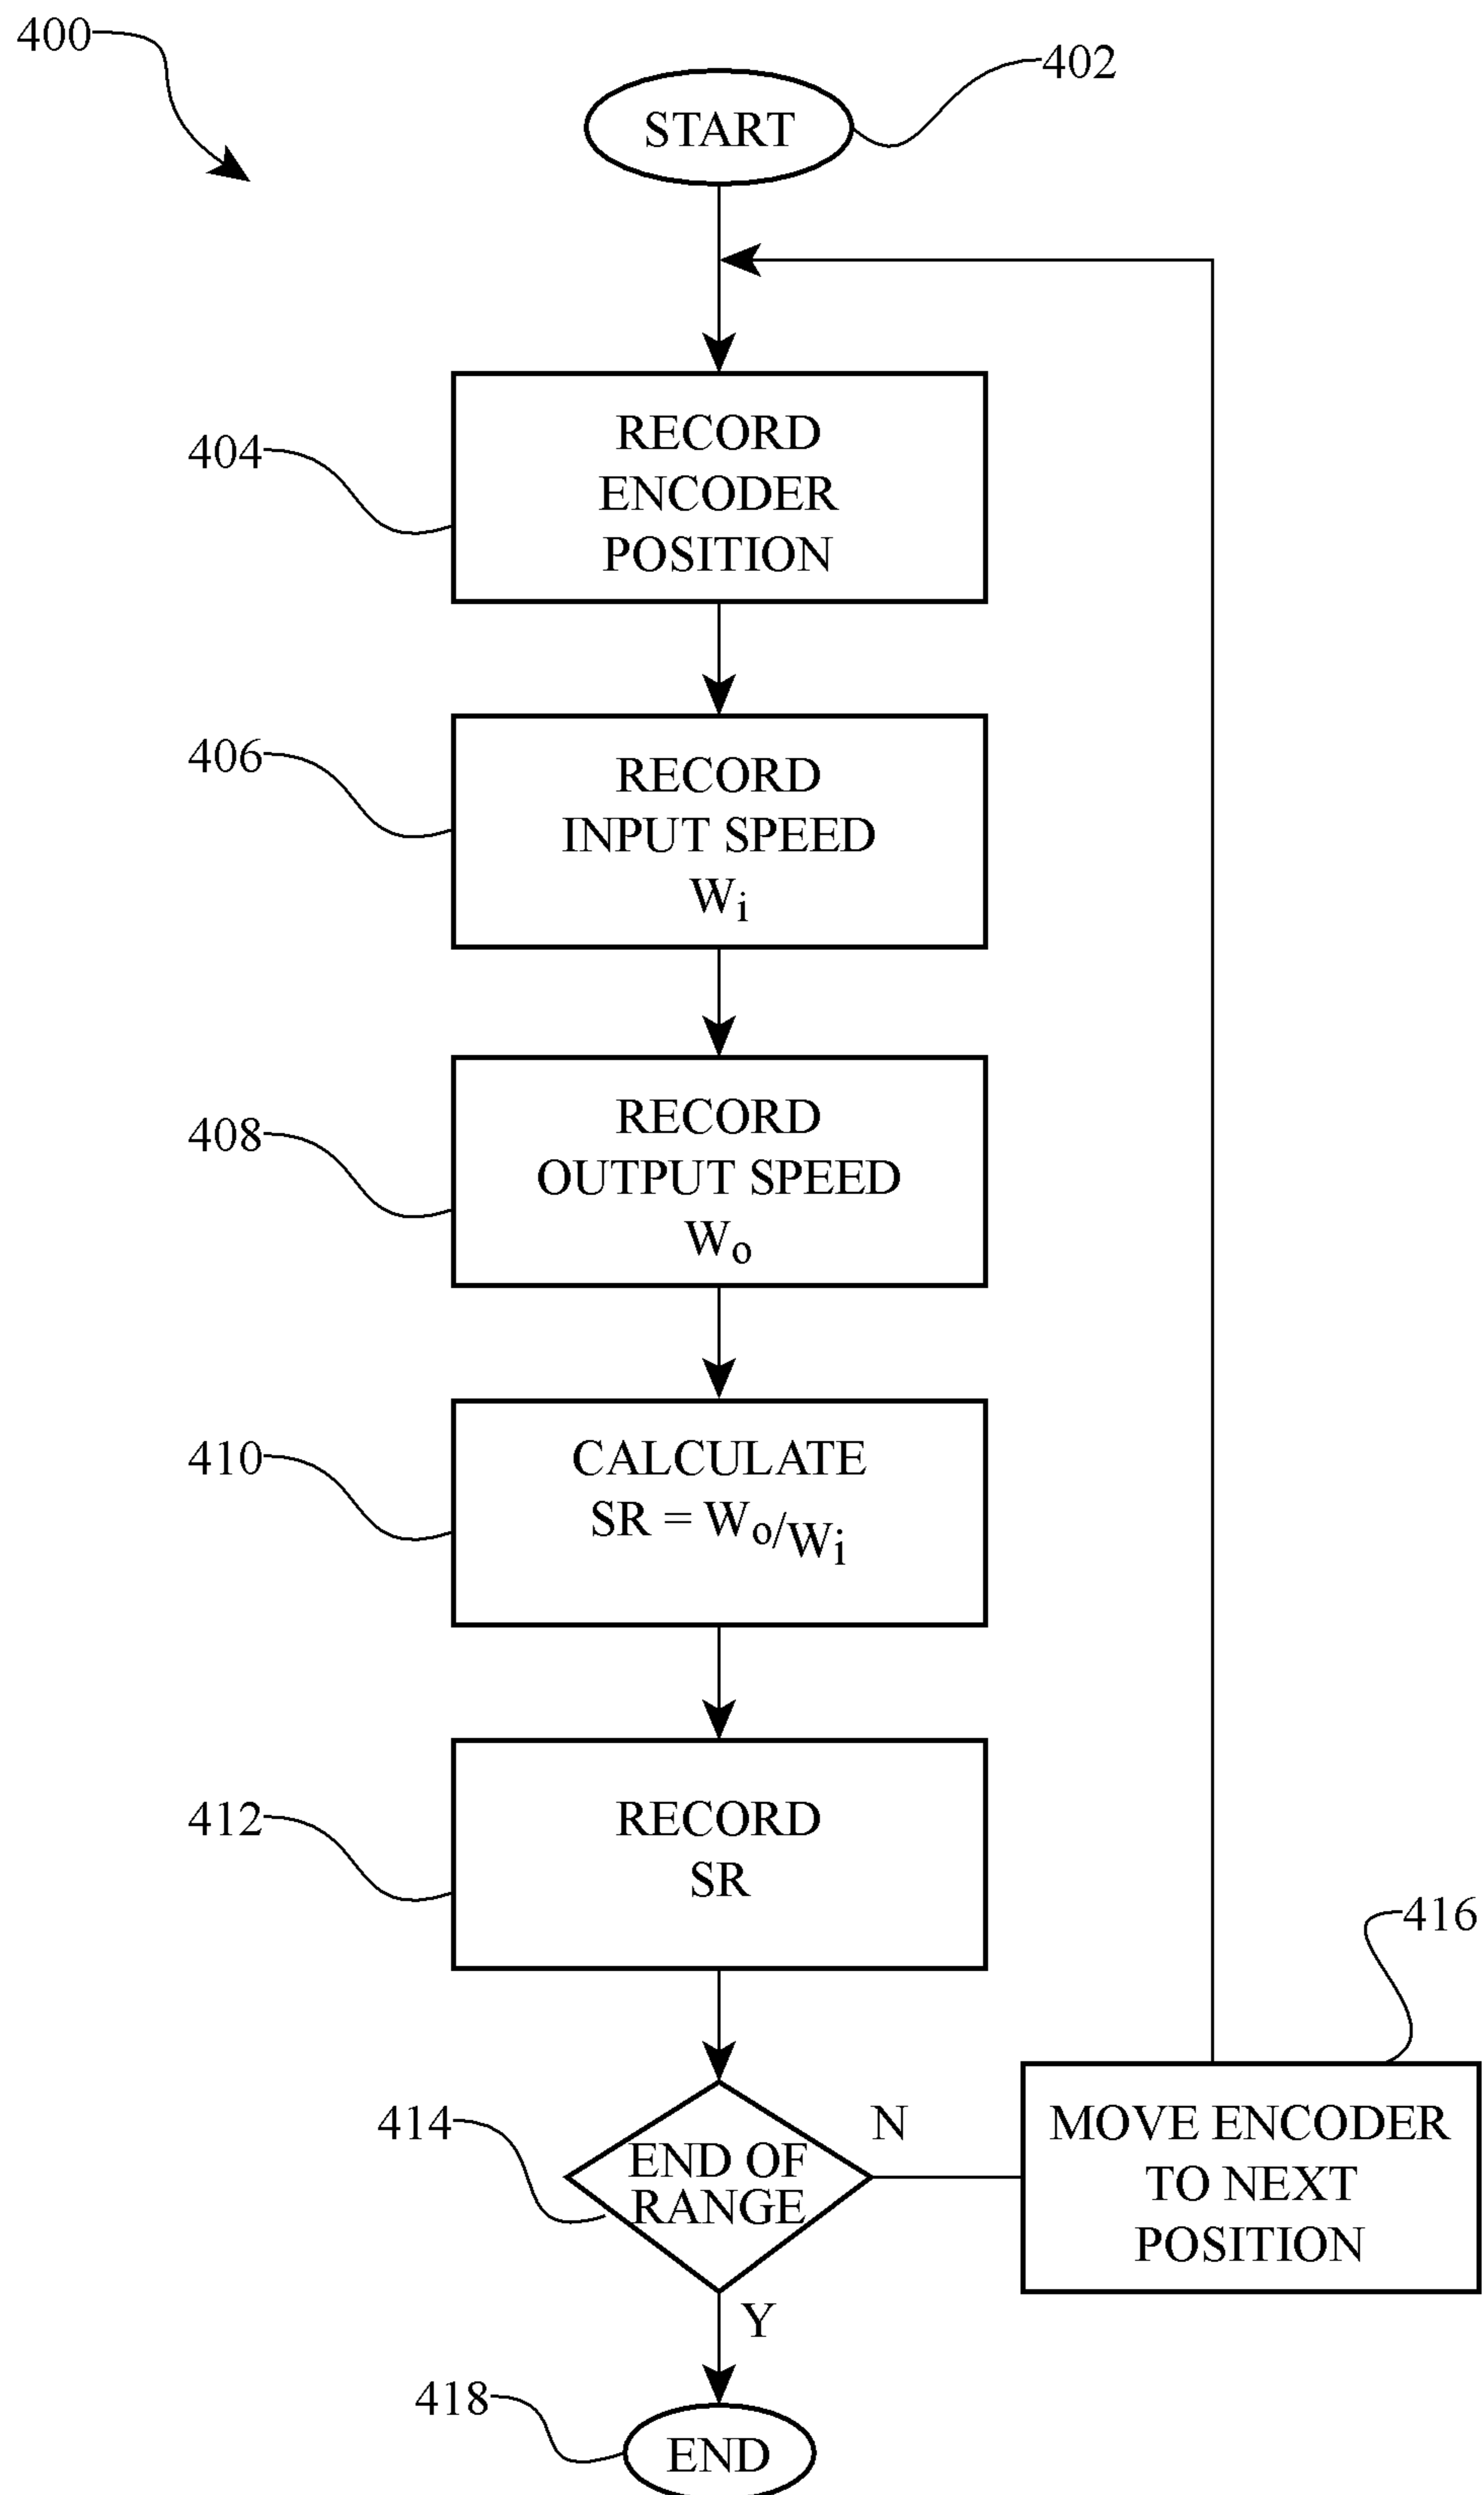 400
START
402
RECORD
ENCODER
POSITION
404
RECORD
INPUT SPEED
Wi
406
RECORD
OUTPUT SPEED
Wo
408
CALCULATE
SR = Wo/Wi
410
RECORD
SR
412
END OF
RANGE
414
N
MOVE ENCODER
TO NEXT
POSITION
416
Y
END
418